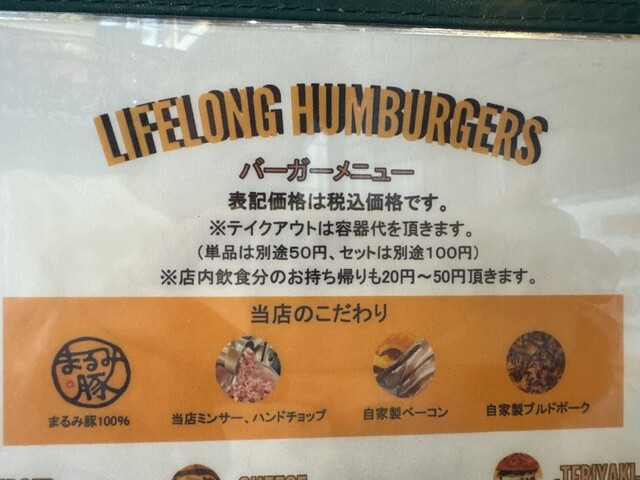 LIFELONG HUMBURGERS
バーガーメニュー
表記価格は税込価格です。
※テイクアウトは容器代を頂きます。
(単品は別途50円、セットは別途100円)
※店内飲食分のお持ち帰りも20円～50円頂きます。
当店のこだわり
まるみ豚
まるみ豚100%
当店ミンサー、ハンドチョップ
自家製ベーコン
自家製プルドポーク
CHEESE
TERIYAKI